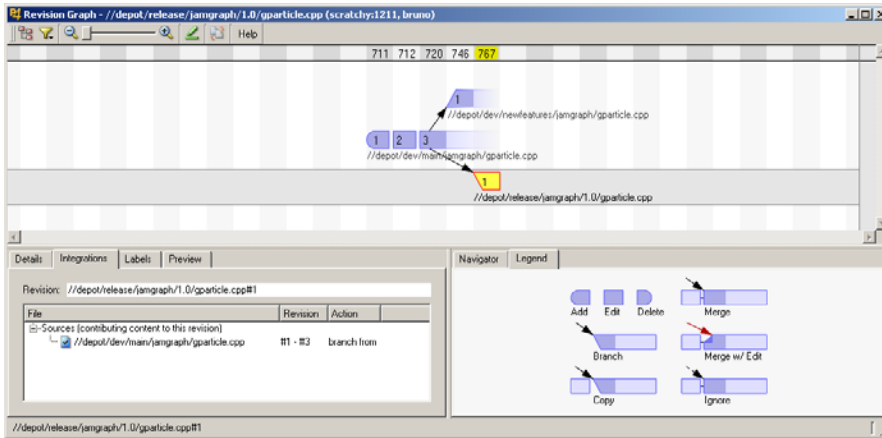 Revision Graph - //depot/release/jamgraph/1.0/gparticle.cpp (scratchy:1211, bruno)
Help
711 712 720 746 767
1
//depot/dev/newfeatures/jamgraph/gparticle.cpp
1 2 3
//depot/dev/main/jamgraph/gparticle.cpp
1
//depot/release/jamgraph/1.0/gparticle.cpp
Details Integrations Labels Preview
Revision: //depot/release/jamgraph/1.0/gparticle.cpp#1
File Revision Action
Sources (contributing content to this revision)
//depot/dev/main/jamgraph/gparticle.cpp #1 - #3 branch from
Navigator Legend
Add Edit Delete Merge
Branch Merge w/ Edit
Copy Ignore
//depot/release/jamgraph/1.0/gparticle.cpp#1